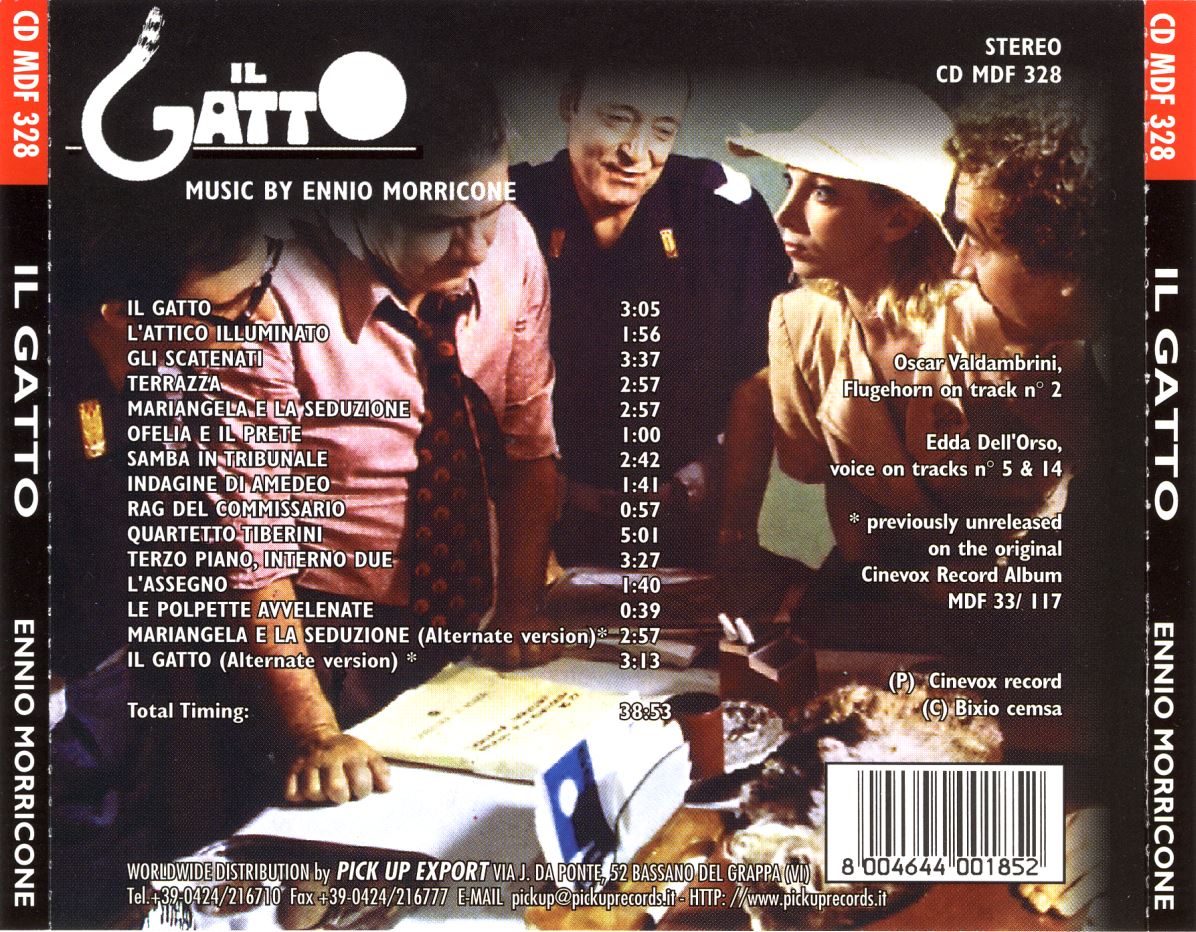 CD MDF 328
IL GATTO
ENNIO MORRICONE
IL
GATTO
MUSIC BY ENNIO MORRICONE
STEREO
CD MDF 328
IL GATTO 3:05
L'ATTICO ILLUMINATO 1:56
GLI SCATENATI 3:37
TERRAZZA 2:57
MARIANGELA E LA SEDUZIONE 2:57
OFELIA E IL PRETE 1:00
SAMBA IN TRIBUNALE 2:42
INDAGINE DI AMEDEO 1:41
RAG DEL COMMISSARIO 0:57
QUARTETTO TIBERINI 5:01
TERZO PIANO, INTERNO DUE 3:27
L'ASSEGNO 1:40
LE POLPETTE AVVELENATE 0:39
MARIANGELA E LA SEDUZIONE (Alternate version)* 2:57
IL GATTO (Alternate version) * 3:13
Total Timing: 38:53
Oscar Valdambrini,
Flugehorn on track n° 2
Edda Dell'Orso,
voice on tracks n° 5 & 14
* previously unreleased
on the original
Cinevox Record Album
MDF 33/ 117
(P) Cinevox record
(C) Bixio cemsa
8 004644 001852
WORLDWIDE DISTRIBUTION by PICK UP EXPORT VIA J. DA PONTE, 52 BASSANO DEL GRAPPA (VI)
Tel.+39-0424/216710 Fax +39-0424/216777 E-MAIL pickup@pickuprecords.it - HTTP: //www.pickuprecords.it
CD MDF 328
IL GATTO
ENNIO MORRICONE